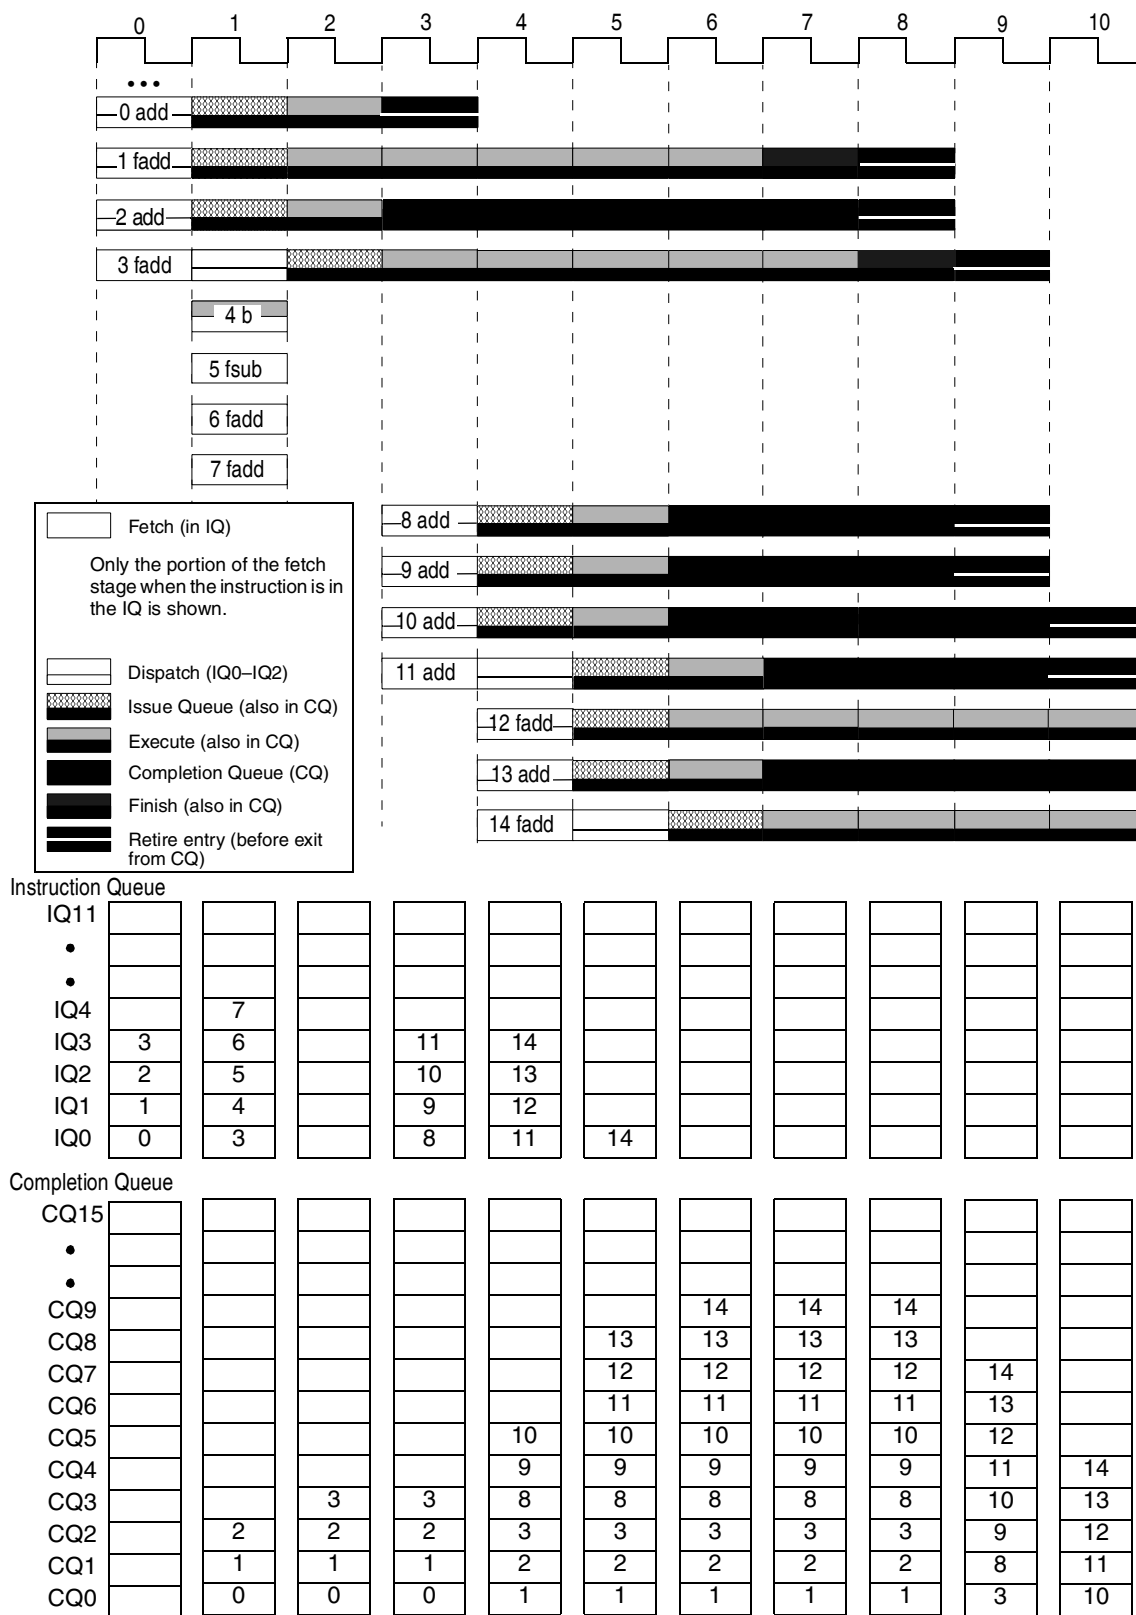 0 1 2 3 4 5 6 7 8 9 10
•••
0 add
1 fadd
2 add
3 fadd
4 b
5 fsub
6 fadd
7 fadd
8 add
9 add
10 add
11 add
12 fadd
13 add
14 fadd
Fetch (in IQ)
Only the portion of the fetch
stage when the instruction is in
the IQ is shown.
Dispatch (IQ0–IQ2)
Issue Queue (also in CQ)
Execute (also in CQ)
Completion Queue (CQ)
Finish (also in CQ)
Retire entry (before exit
from CQ)
Instruction Queue
IQ11
•
•
IQ4 7
IQ3 3 6 11 14
IQ2 2 5 10 13
IQ1 1 4 9 12
IQ0 0 3 8 11 14
Completion Queue
CQ15
•
•
CQ9 14 14 14
CQ8 13 13 13 13
CQ7 12 12 12 12 14
CQ6 11 11 11 11 13
CQ5 10 10 10 10 10 12
CQ4 9 9 9 9 9 11 14
CQ3 3 3 8 8 8 8 8 10 13
CQ2 2 2 2 3 3 3 3 3 9 12
CQ1 1 1 1 2 2 2 2 2 8 11
CQ0 0 0 0 1 1 1 1 1 3 10